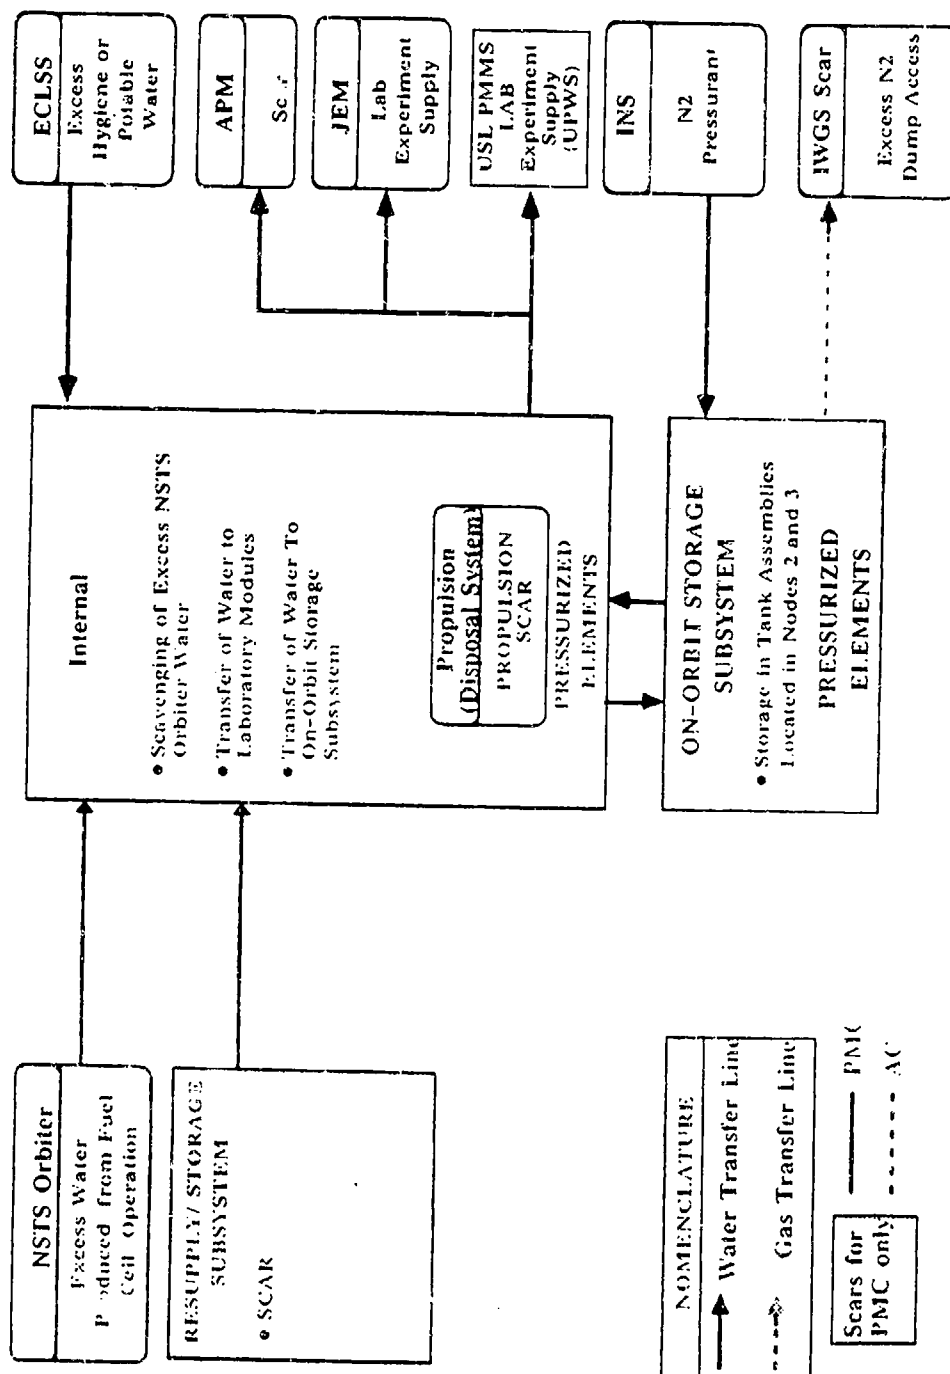 NSTS Orbiter
Excess Water
from Fuel
Operation
RESUPPLY/ STORAGE
SUBSYSTEM
• SCAR
NOMENCLATURE
Water Transfer Line
Gas Transfer Line
Scars for
PMC only
Internal
• Scavenging of Excess NSTS
Orbiter Water
• Transfer of Water to
Laboratory Modules
• Transfer of Water To
On-Orbit Storage
Subsystem
Propulsion
(Disposal System)
PROPULSION
SCAR
PRESSURIZED
ELEMENTS
ON-ORBIT STORAGE
SUBSYSTEM
• Storage in Tank Assemblies
Located in Nodes 2 and 3
PRESSURIZED
ELEMENTS
ECLSS
Excess
Hygiene or
Potable
Water
APM
JEM
Lab
Experiment
Supply
USL PMMS
LAB
Experiment
Supply
(UPWS)
INS
N2
Pressurant
IWGS Scar
Excess N2
Dump Access